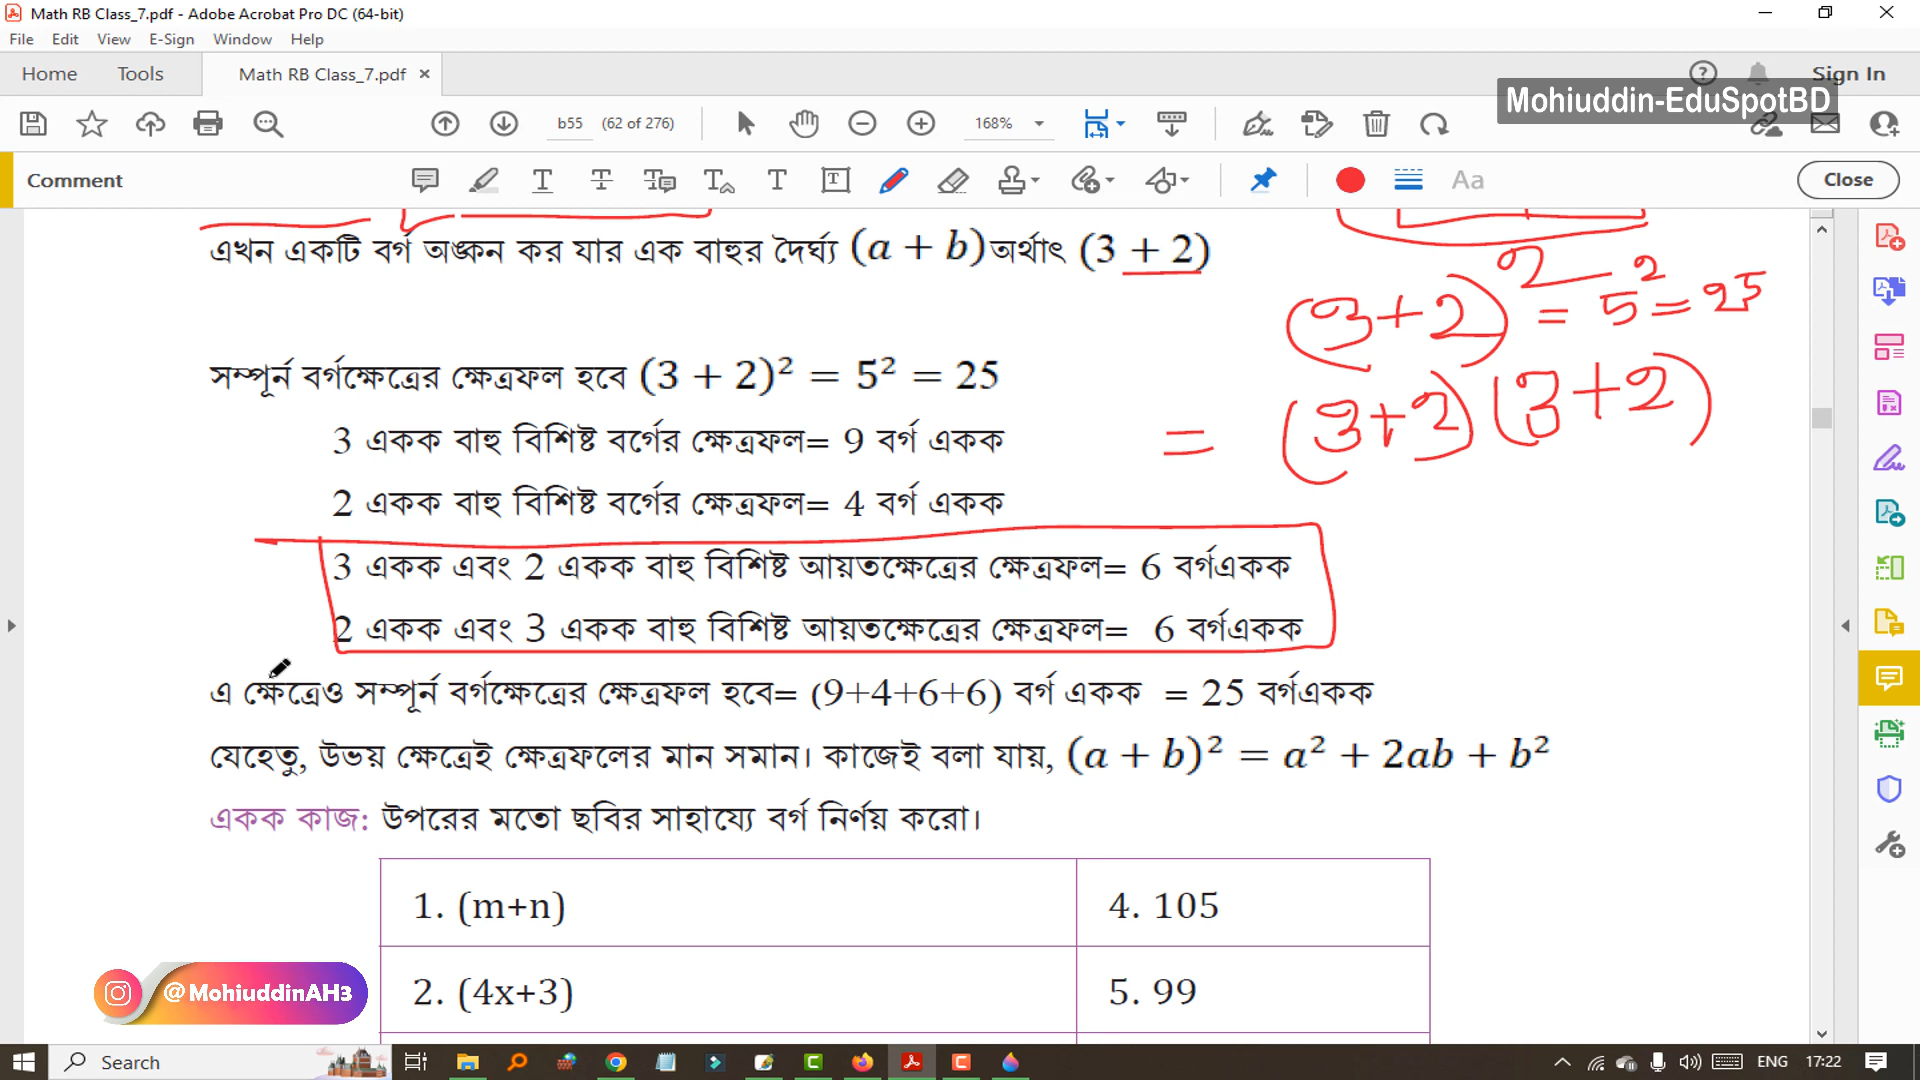 Math RB Class_7.pdf - Adobe Acrobat Pro DC (64-bit)
File Edit View E-Sign Window Help
Home Tools Math RB Class_7.pdf × Sign In
Mohiuddin-EduSpotBD
b55 (62 of 276) 168%
Comment Aa Close
এখন একটি বর্গ অঙ্কন কর যার এক বাহুর দৈর্ঘ্য (a + b) অর্থাৎ (3 + 2)
(3+2)² = 5² = 25
সম্পূর্ন বর্গক্ষেত্রের ক্ষেত্রফল হবে (3 + 2)² = 5² = 25
3 একক বাহু বিশিষ্ট বর্গের ক্ষেত্রফল= 9 বর্গ একক
= (3+2) (3+2)
2 একক বাহু বিশিষ্ট বর্গের ক্ষেত্রফল= 4 বর্গ একক
3 একক এবং 2 একক বাহু বিশিষ্ট আয়তক্ষেত্রের ক্ষেত্রফল= 6 বর্গএকক
2 একক এবং 3 একক বাহু বিশিষ্ট আয়তক্ষেত্রের ক্ষেত্রফল= 6 বর্গএকক
এ ক্ষেত্রেও সম্পূর্ন বর্গক্ষেত্রের ক্ষেত্রফল হবে= (9+4+6+6) বর্গ একক = 25 বর্গএকক
যেহেতু, উভয় ক্ষেত্রেই ক্ষেত্রফলের মান সমান। কাজেই বলা যায়, (a + b)² = a² + 2ab + b²
একক কাজ: উপরের মতো ছবির সাহায্যে বর্গ নির্ণয় করো।
1. (m+n) 4. 105
2. (4x+3) 5. 99
@MohiuddinAH3
Search ENG 17:22